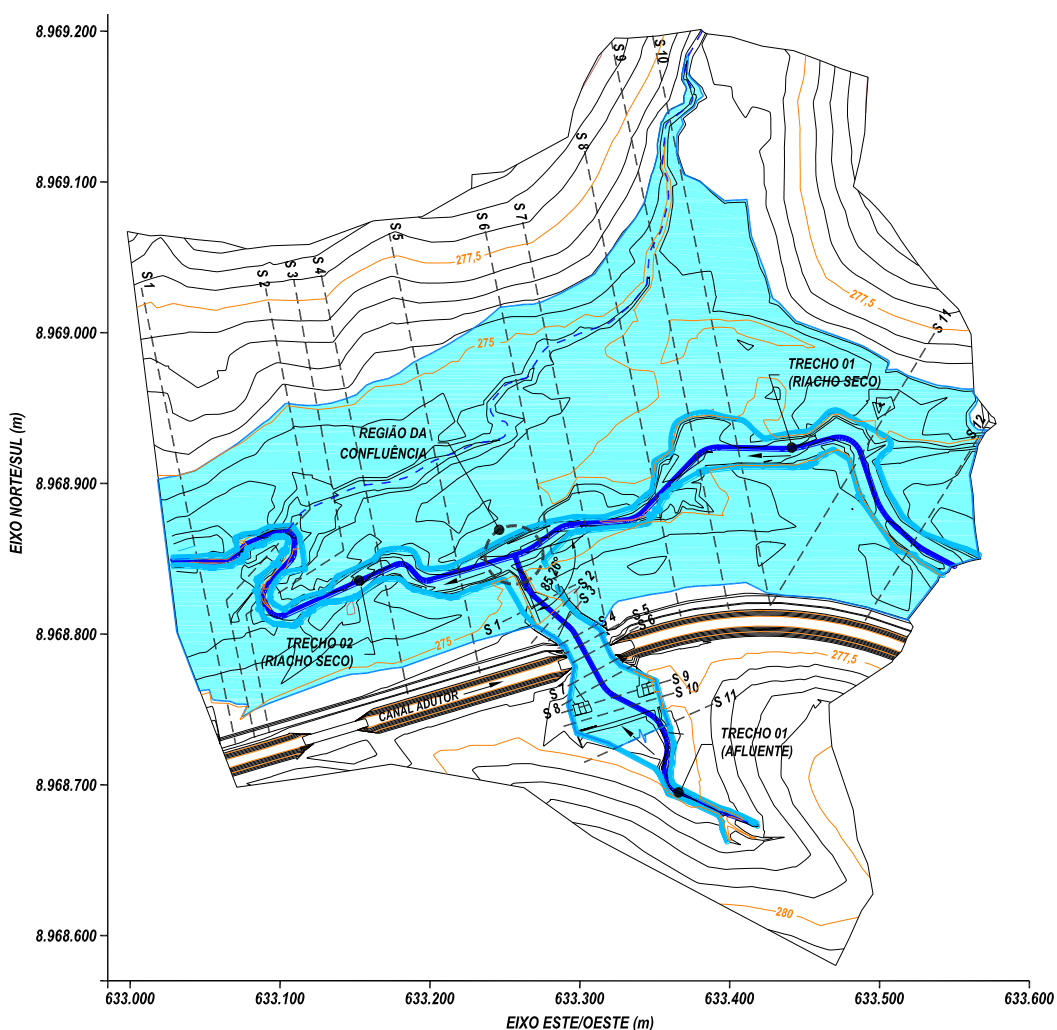 8.969.200
8.969.100
8.969.000
8.968.900
8.968.800
8.968.700
8.968.600
EIXO NORTE/SUL (m)
S 1
S 2
S 3
S 4
S 5
S 6
S 7
S 8
S 9
S 10
S 11
S 12
277,5
277,5
275
TRECHO 01
(RIACHO SECO)
REGIÃO DA
CONFLUÊNCIA
85,26°
TRECHO 02
(RIACHO SECO)
275
S 1
S 2
S 3
S 4
S 5
S 6
S 7
S 8
S 9
S 10
S 11
277,5
CANAL ADUTOR
TRECHO 01
(AFLUENTE)
280
633.000
633.100
633.200
633.300
633.400
633.500
633.600
EIXO ESTE/OESTE (m)